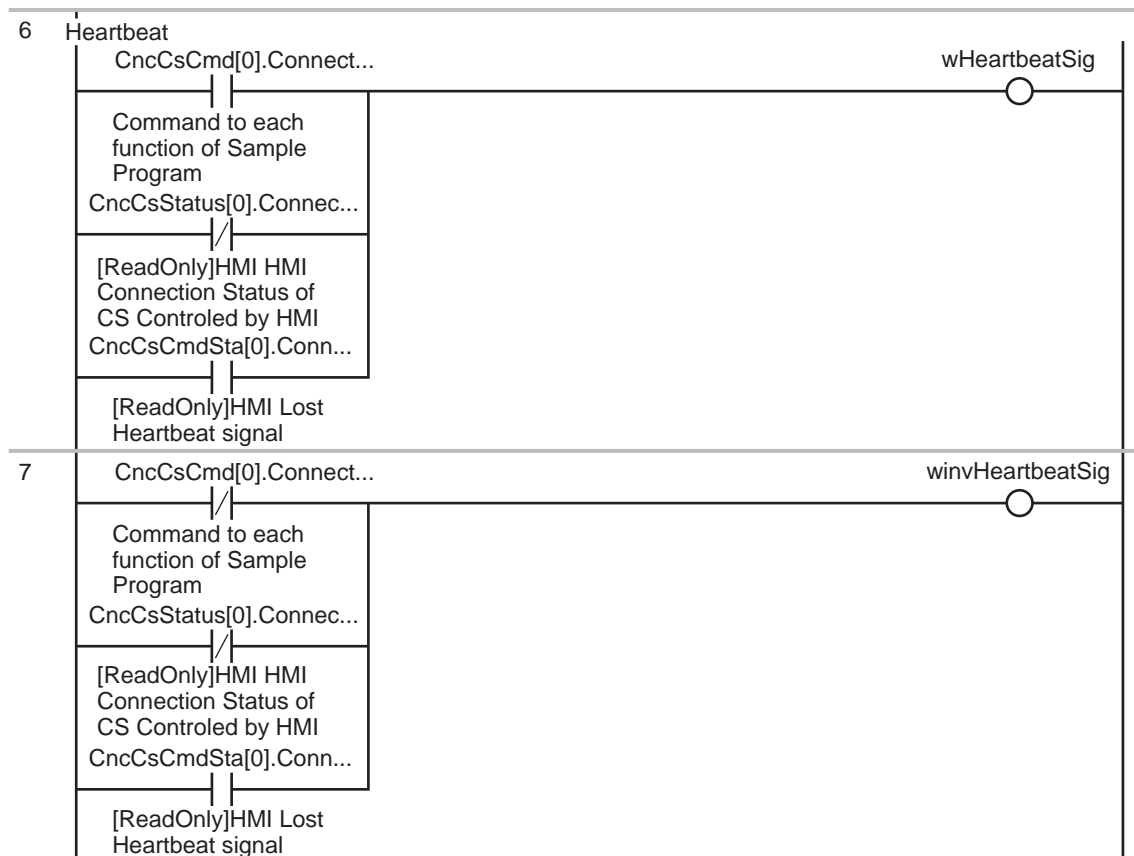 6 Heartbeat
CncCsCmd[0].Connect... wHeartbeatSig
Command to each
function of Sample
Program
CncCsStatus[0].Connec...
[ReadOnly]HMI HMI
Connection Status of
CS Controled by HMI
CncCsCmdSta[0].Conn...
[ReadOnly]HMI Lost
Heartbeat signal
7 CncCsCmd[0].Connect... winvHeartbeatSig
Command to each
function of Sample
Program
CncCsStatus[0].Connec...
[ReadOnly]HMI HMI
Connection Status of
CS Controled by HMI
CncCsCmdSta[0].Conn...
[ReadOnly]HMI Lost
Heartbeat signal